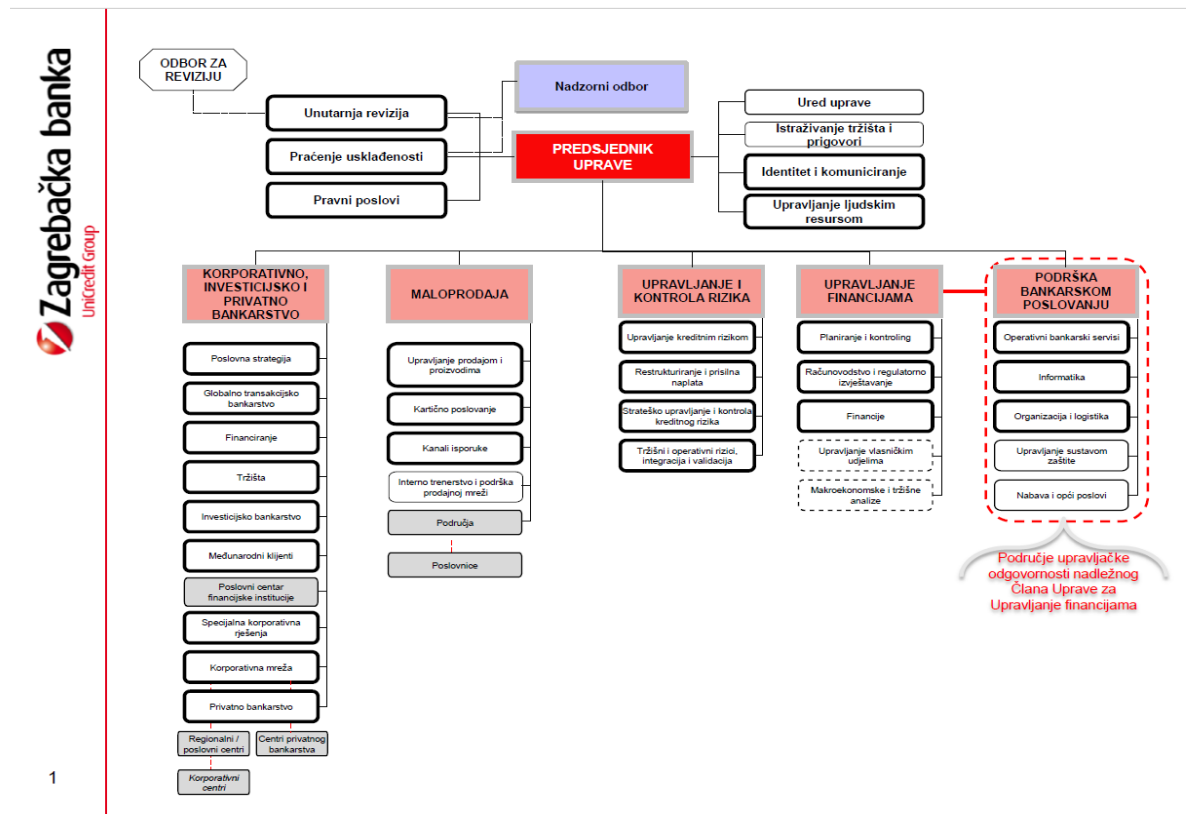 Zagrebačka banka
UniCredit Group
ODBOR ZA
REVIZIJU
Nadzorni odbor
Unutarnja revizija
Praćenje usklađenosti
Pravni poslovi
PREDSJEDNIK
UPRAVE
Ured uprave
Istraživanje tržišta i
prigovori
Identitet i komuniciranje
Upravljanje ljudskim
resursom
KORPORATIVNO,
INVESTICIJSKO I
PRIVATNO
BANKARSTVO
Poslovna strategija
Globalno transakcijsko
bankarstvo
Financiranje
Tržišta
Investicijsko bankarstvo
Međunarodni klijenti
Poslovni centar
financijske institucije
Specijalna korporativna
rješenja
Korporativna mreža
Privatno bankarstvo
Regionalni /
poslovni centri
Centri privatnog
bankarstva
Korporativni
centri
MALOPRODAJA
Upravljanje prodajom i
proizvodima
Kartično poslovanje
Kanali isporuke
Interno trenerstvo i podrška
prodajnoj mreži
Područja
Poslovnice
UPRAVLJANJE I
KONTROLA RIZIKA
Upravljanje kreditnim rizikom
Restrukturiranje i prisilna
naplata
Strateško upravljanje i kontrola
kreditnog rizika
Tržišni i operativni rizici,
integracija i validacija
UPRAVLJANJE
FINANCIJAMA
Planiranje i kontroling
Računovodstvo i regulatorno
izvještavanje
Financije
Upravljanje vlasničkim
udjelima
Makroekonomske i tržišne
analize
PODRŠKA
BANKARSKOM
POSLOVANJU
Operativni bankarski servisi
Informatika
Organizacija i logistika
Upravljanje sustavom
zaštite
Nabava i opći poslovi
Područje upravljačke
odgovornosti nadležnog
Člana Uprave za
Upravljanje financijama
1